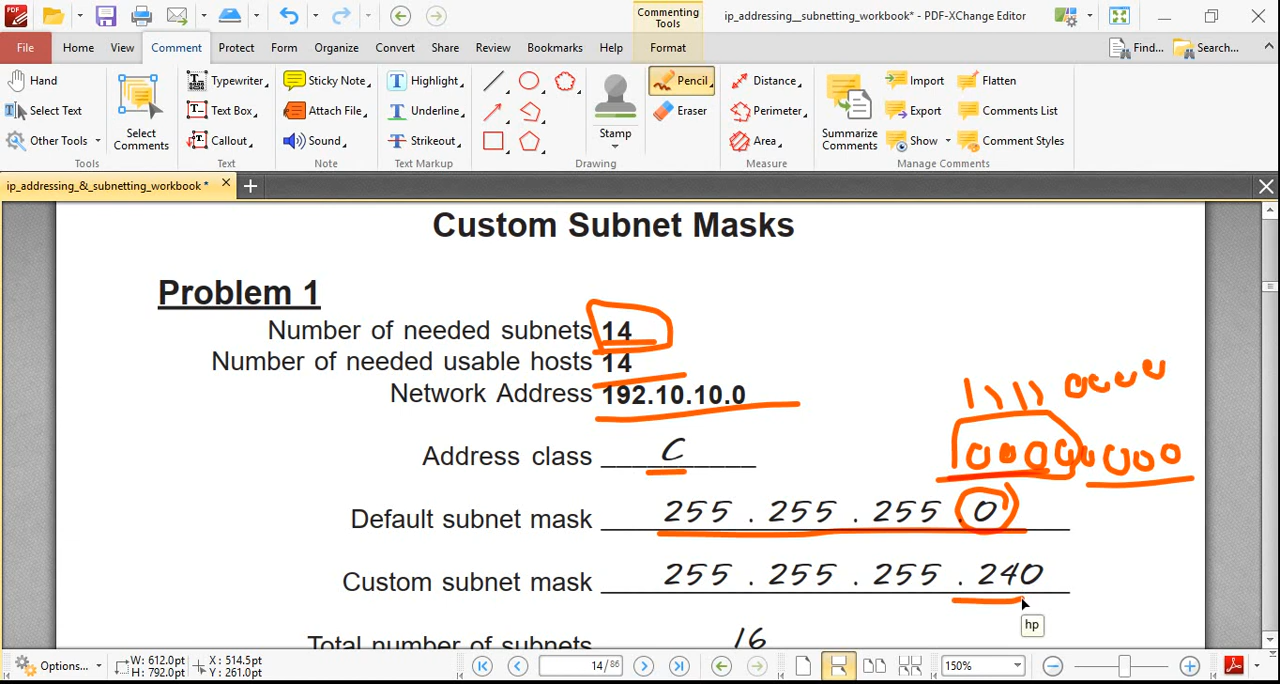 Commenting Tools
ip_addressing__subnetting_workbook* - PDF-XChange Editor
File Home View Comment Protect Form Organize Convert Share Review Bookmarks Help Format Find... Search...
Hand Typewriter Sticky Note Highlight Pencil Distance Import Flatten
Select Text Text Box Attach File Underline Eraser Perimeter Export Comments List
Other Tools Select Comments Callout Sound Strikeout Stamp Area Summarize Comments Show Comment Styles
Tools Text Note Text Markup Drawing Measure Manage Comments
ip_addressing_&_subnetting_workbook *
Custom Subnet Masks
Problem 1
Number of needed subnets 14
Number of needed usable hosts 14
Network Address 192.10.10.0
1111 0000
Address class C
00000000
Default subnet mask 255 . 255 . 255 . 0
Custom subnet mask 255 . 255 . 255 . 240
hp
Total number of subnets 16
Options... W: 612.0pt X : 514.5pt 14 / 86 150%
H: 792.0pt Y : 261.0pt